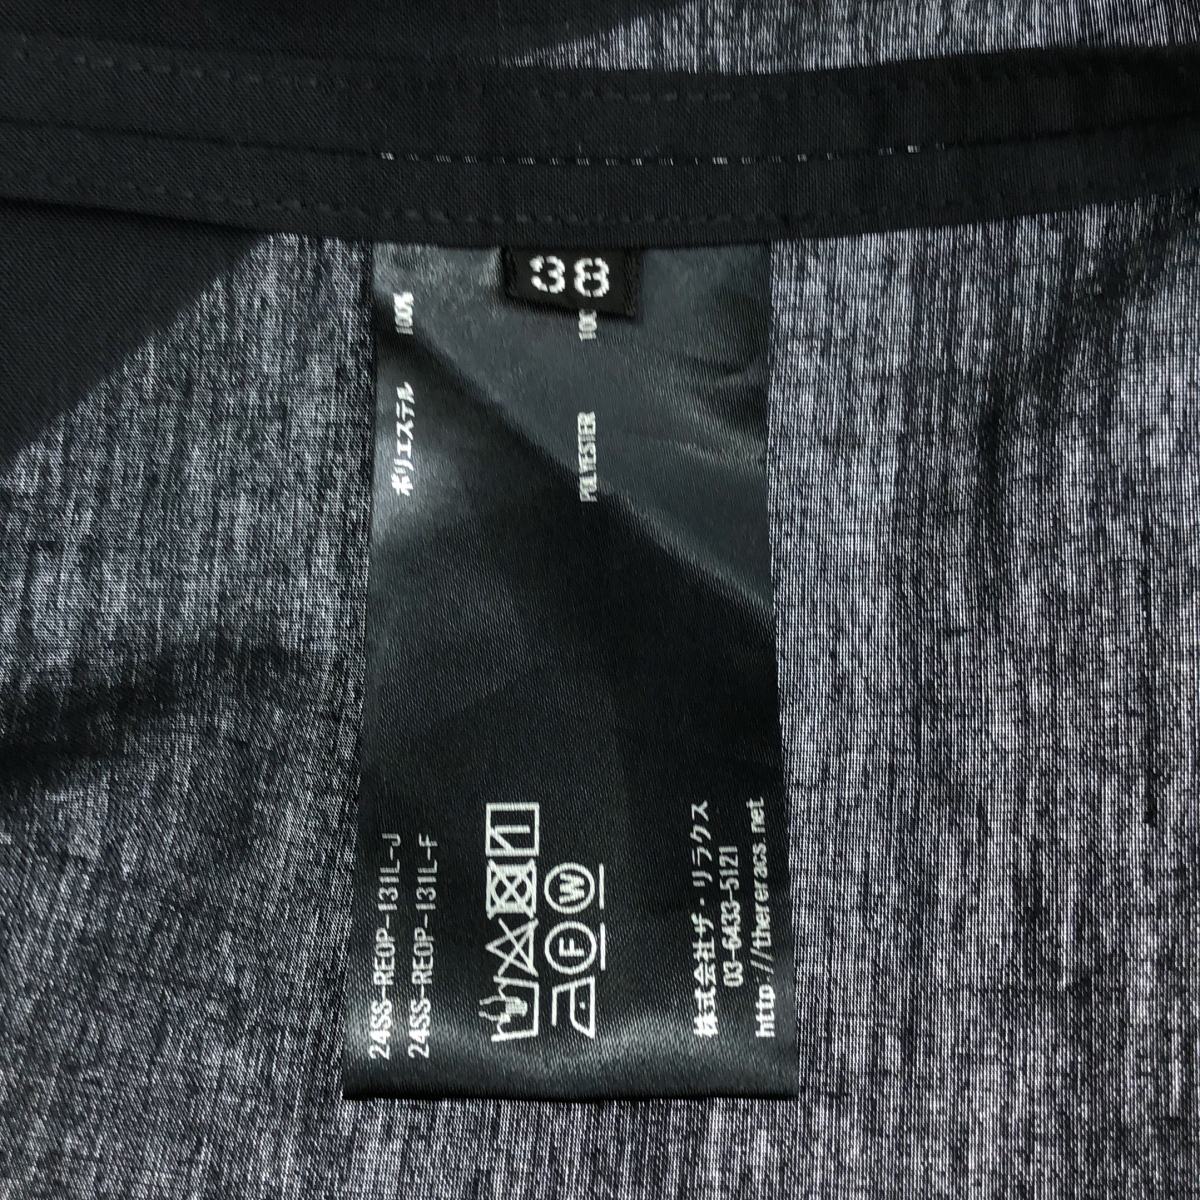 38
ポリエステル 100%
POLYESTER 100
24SS-REOP-131L-J
24SS-REOP-131L-F
F W
株式会社ザ・リラクス
03-6433-5121
http://thereracs.net